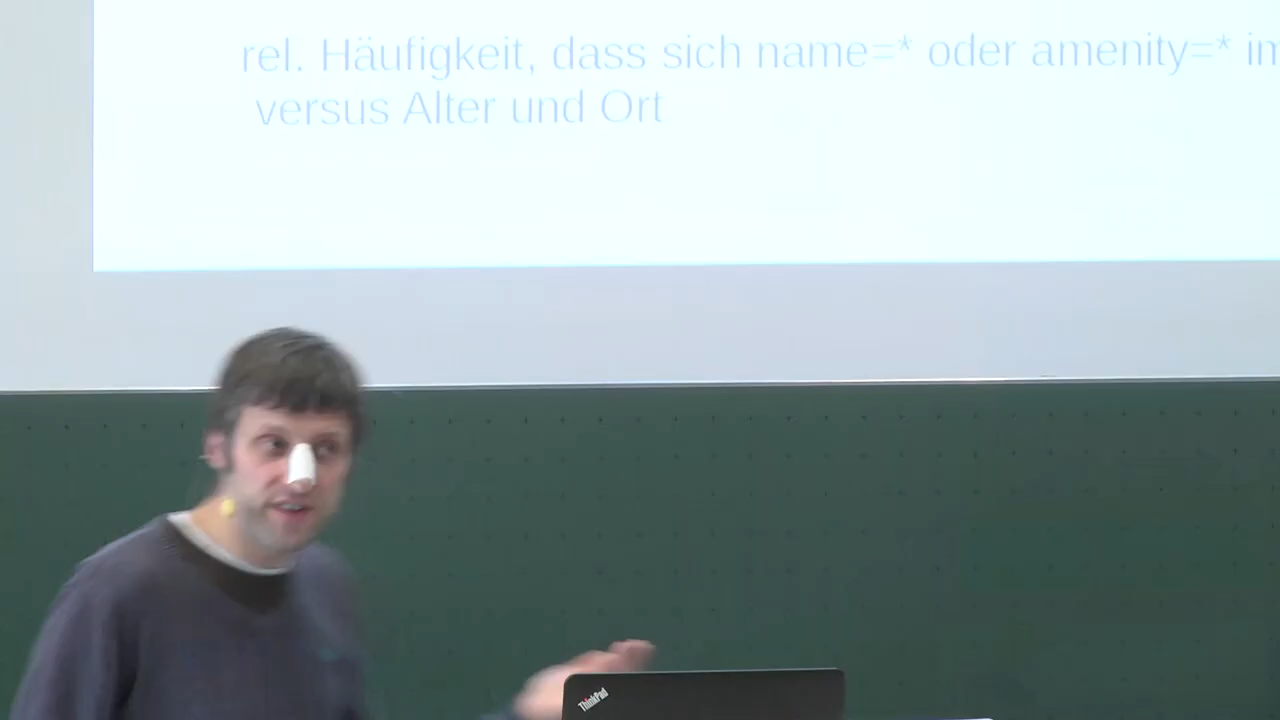 rel. Häufigkeit, dass sich name=* oder amenity=* im
versus Alter und Ort
ThinkPad